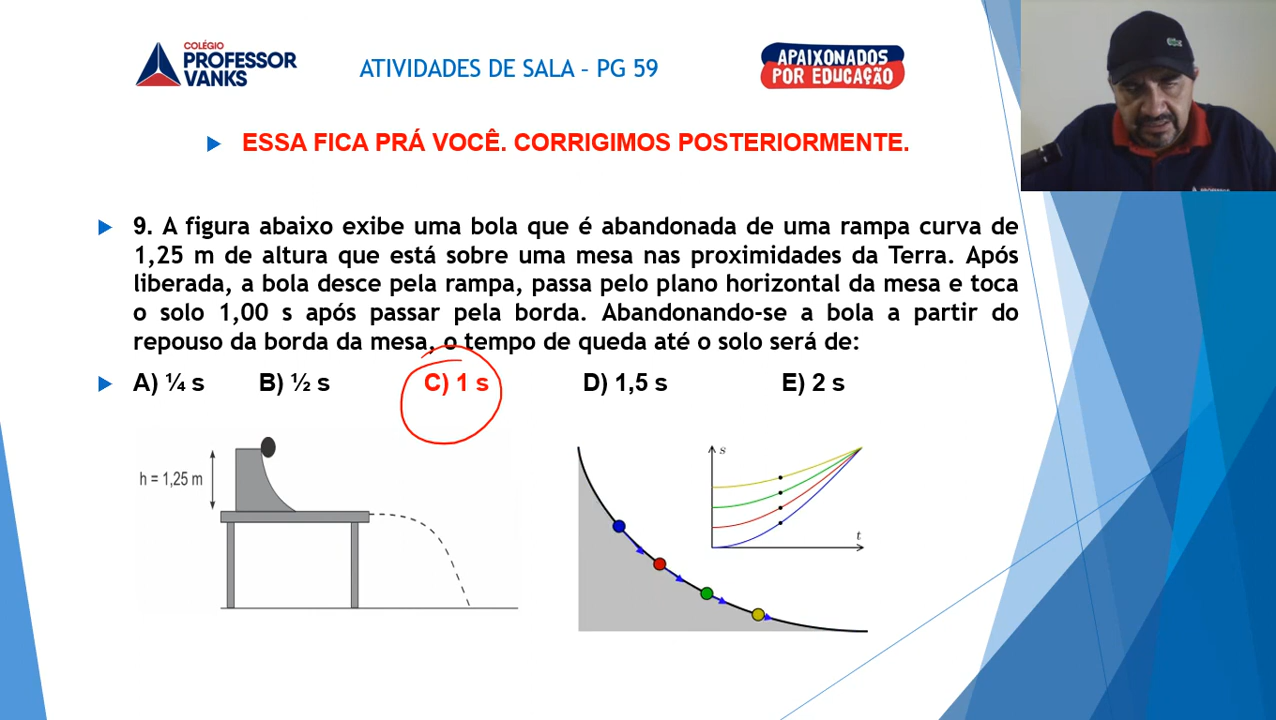 COLÉGIO
PROFESSOR
VANKS
ATIVIDADES DE SALA – PG 59
APAIXONADOS
POR EDUCAÇÃO
ESSA FICA PRÁ VOCÊ. CORRIGIMOS POSTERIORMENTE.
9. A figura abaixo exibe uma bola que é abandonada de uma rampa curva de
1,25 m de altura que está sobre uma mesa nas proximidades da Terra. Após
liberada, a bola desce pela rampa, passa pelo plano horizontal da mesa e toca
o solo 1,00 s após passar pela borda. Abandonando-se a bola a partir do
repouso da borda da mesa, o tempo de queda até o solo será de:
A) ¼ s B) ½ s C) 1 s D) 1,5 s E) 2 s
h = 1,25 m
s
t